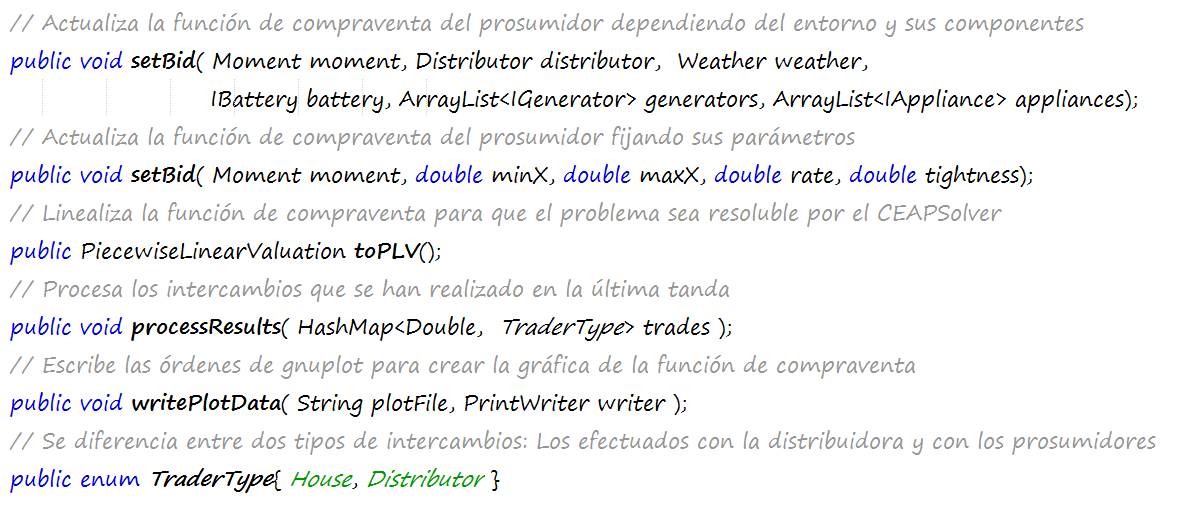 // Actualiza la función de compraventa del prosumidor dependiendo del entorno y sus componentes
public void setBid( Moment moment, Distributor distributor, Weather weather,
IBattery battery, ArrayList<IGenerator> generators, ArrayList<IAppliance> appliances);
// Actualiza la función de compraventa del prosumidor fijando sus parámetros
public void setBid( Moment moment, double minX, double maxX, double rate, double tightness);
// Linealiza la función de compraventa para que el problema sea resoluble por el CEAPSolver
public PiecewiseLinearValuation toPLV();
// Procesa los intercambios que se han realizado en la última tanda
public void processResults( HashMap<Double, TraderType> trades );
// Escribe las órdenes de gnuplot para crear la gráfica de la función de compraventa
public void writePlotData( String plotFile, PrintWriter writer );
// Se diferencia entre dos tipos de intercambios: Los efectuados con la distribuidora y con los prosumidores
public enum TraderType{ House, Distributor }